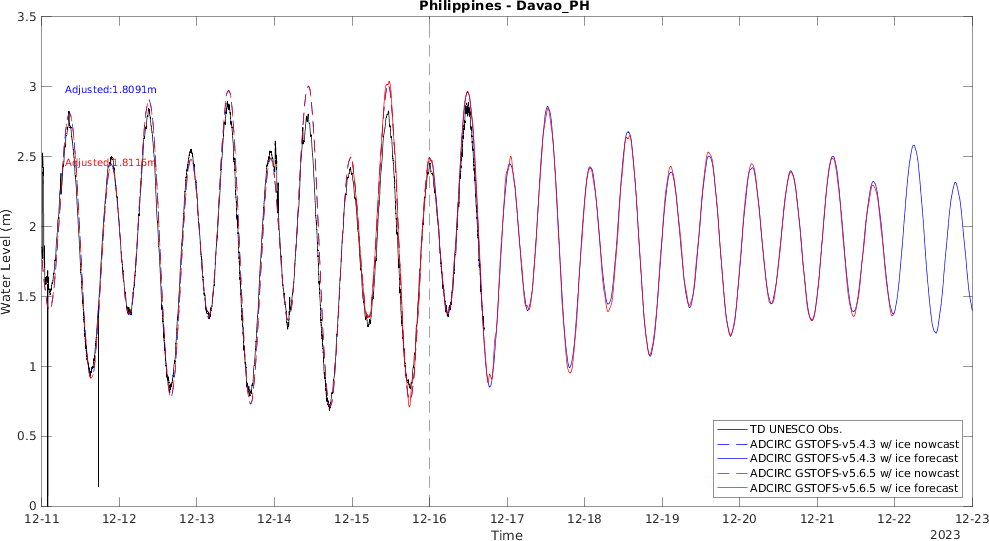 Philippines - Davao_PH
3.5
3
2.5
2
1.5
1
0.5
0
Water Level (m)
Adjusted:1.8091m
Adjusted:1.8115m
TD UNESCO Obs.
ADCIRC GSTOFS-v5.4.3 w/ ice nowcast
ADCIRC GSTOFS-v5.4.3 w/ ice forecast
ADCIRC GSTOFS-v5.6.5 w/ ice nowcast
ADCIRC GSTOFS-v5.6.5 w/ ice forecast
12-11 12-12 12-13 12-14 12-15 12-16 12-17 12-18 12-19 12-20 12-21 12-22 12-23
Time
2023